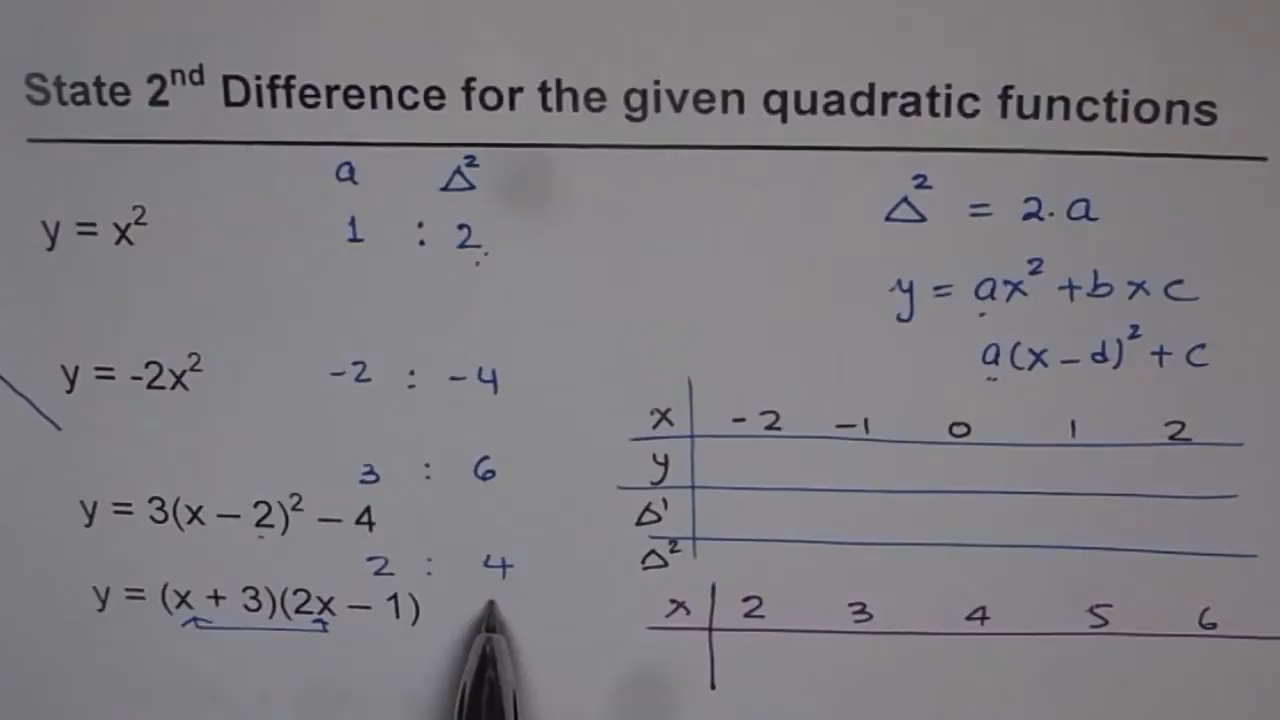 State 2nd Difference for the given quadratic functions
a Δ²
y = x² 1 : 2
y = -2x² -2 : -4
3 : 6
y = 3(x – 2)² – 4
2 : 4
y = (x + 3)(2x – 1)
Δ² = 2·a
y = ax² + bxc
a(x-d)² + c
x -2 -1 0 1 2
y
Δ¹
Δ²
x 2 3 4 5 6